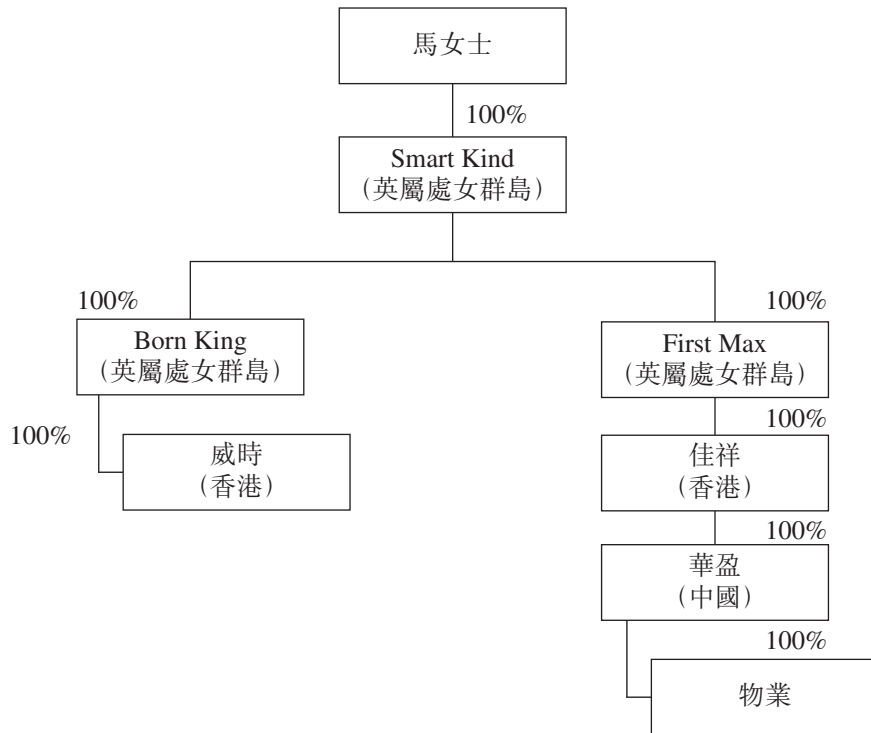 馬女士
100%
Smart Kind
（英屬處女群島）
100%
100%
Born King
（英屬處女群島）
First Max
（英屬處女群島）
100%
100%
威時
（香港）
佳祥
（香港）
100%
華盈
（中國）
100%
物業